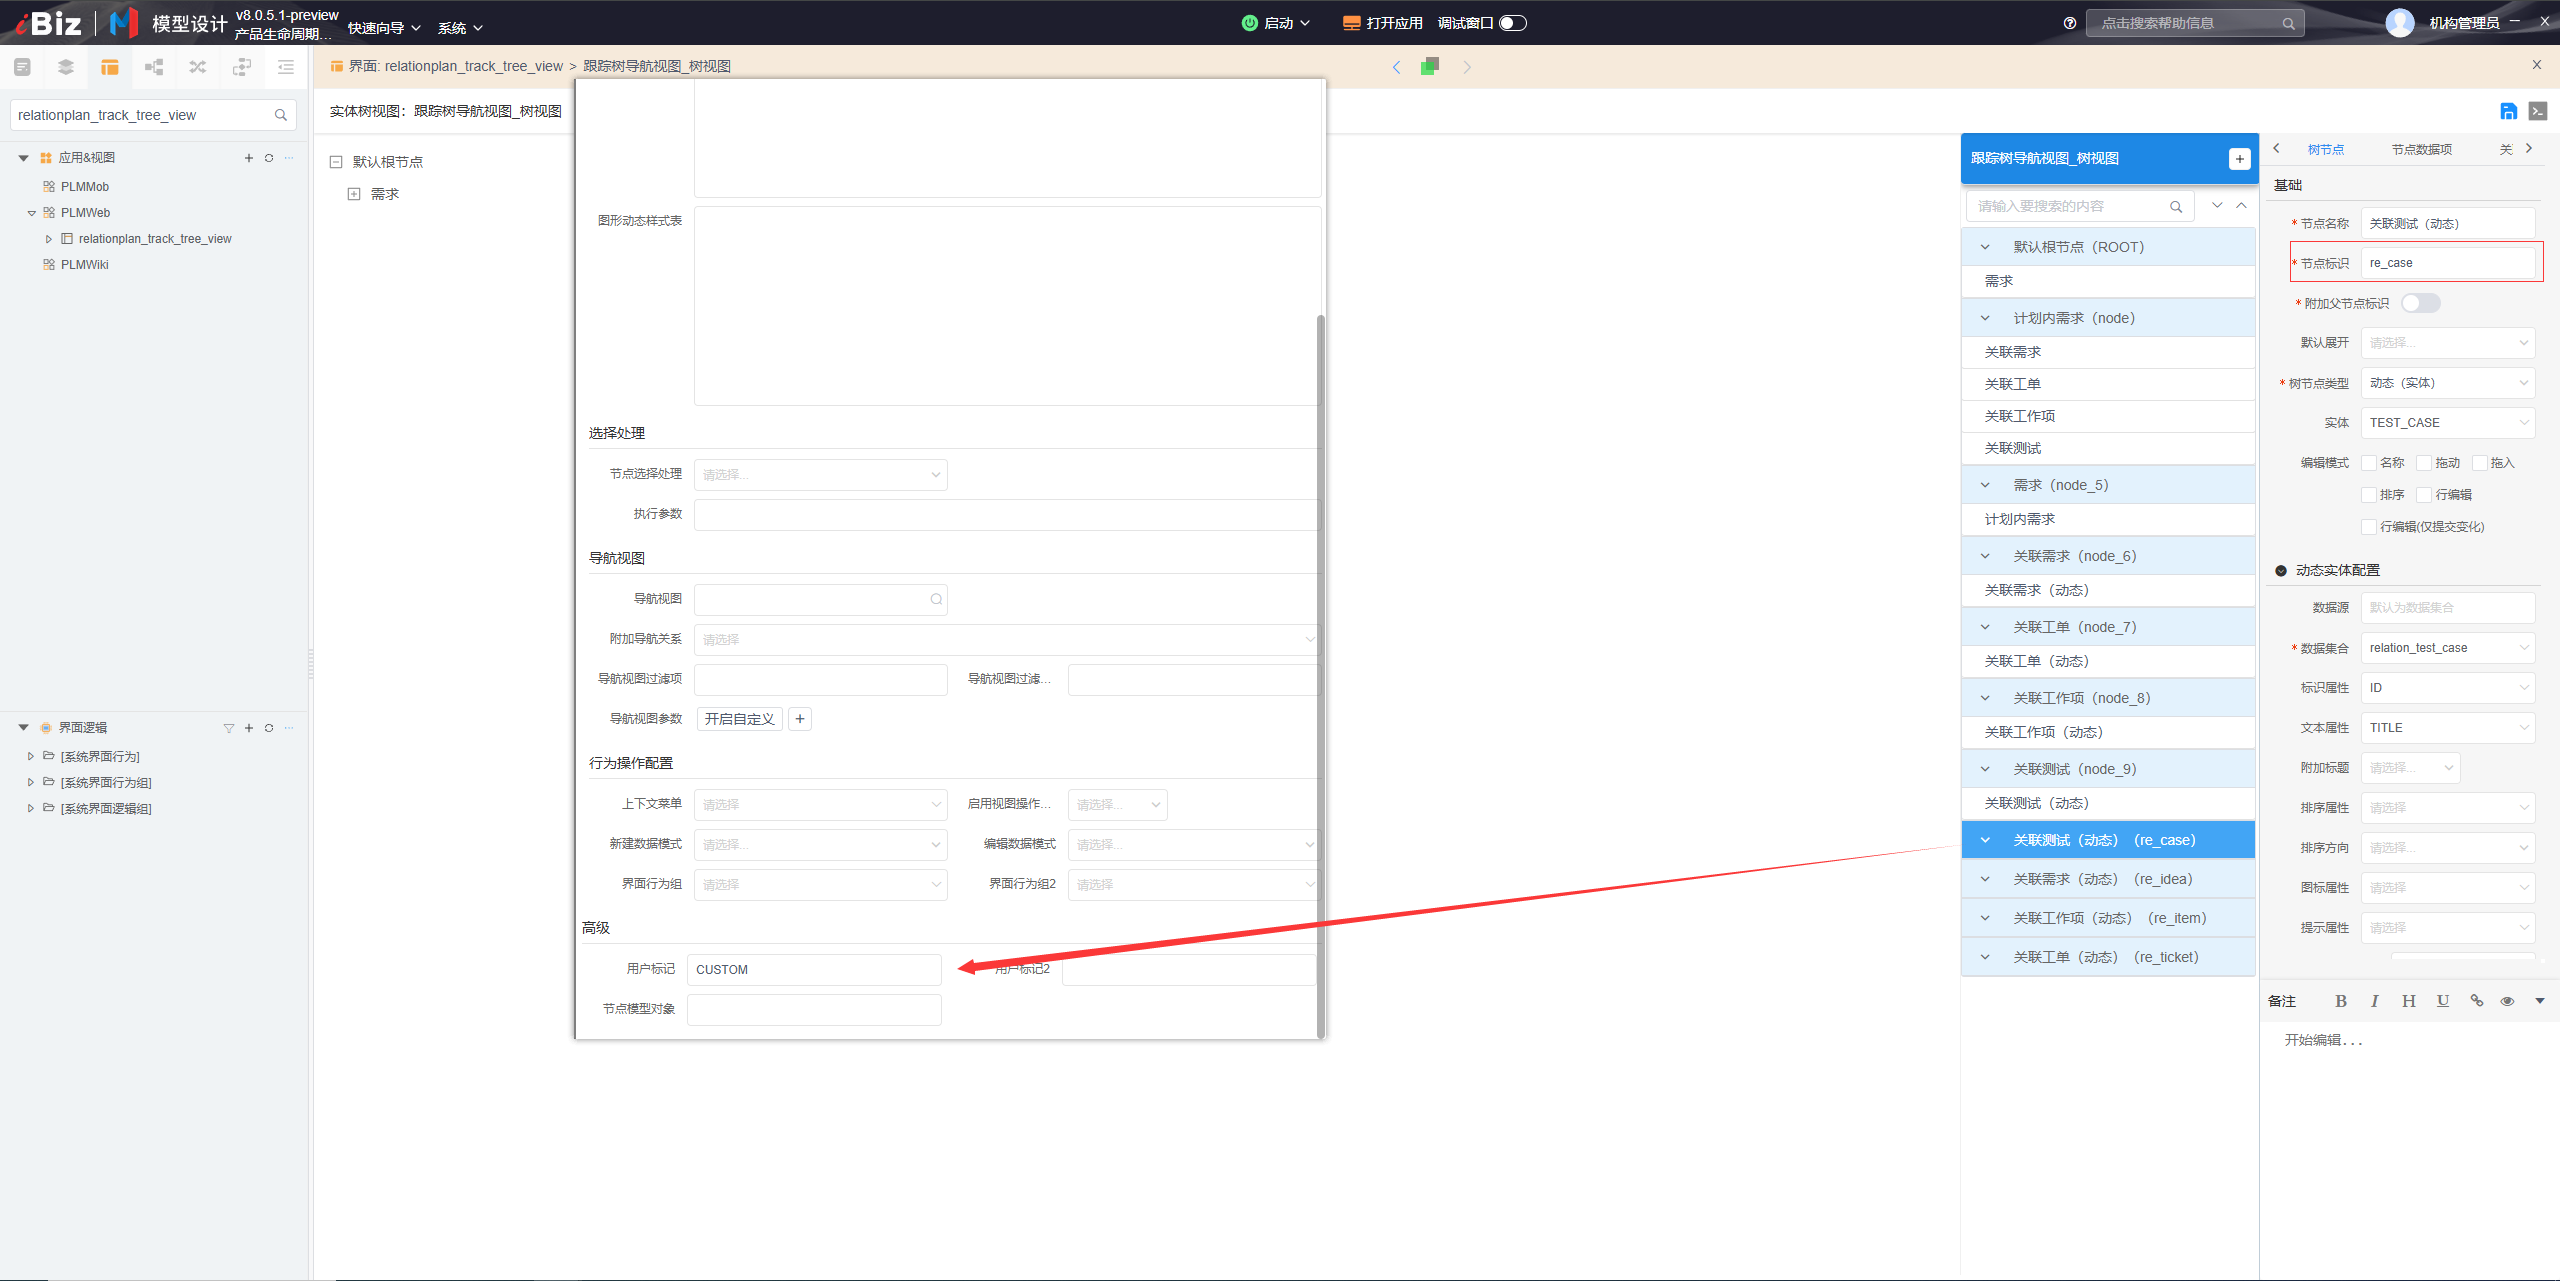 iBiz
模型设计
v8.0.5.1-preview
产品生命周期...
快速向导
系统
启动
打开应用
调试窗口
点击搜索帮助信息
机构管理员
relationplan_track_tree_view
应用&视图
PLMMob
PLMWeb
relationplan_track_tree_view
PLMWiki
界面逻辑
[系统界面行为]
[系统界面行为组]
[系统界面逻辑组]
界面: relationplan_track_tree_view > 跟踪树导航视图_树视图
实体树视图：跟踪树导航视图_树视图
默认根节点
需求
图形动态样式表
选择处理
节点选择处理 请选择...
执行参数
导航视图
导航视图
附加导航关系 请选择
导航视图过滤项 导航视图过滤...
导航视图参数 开启自定义 +
行为操作配置
上下文菜单 请选择 启用视图操作... 请选择...
新建数据模式 请选择... 编辑数据模式 请选择...
界面行为组 请选择 界面行为组2 请选择
高级
用户标记 CUSTOM 用户标记2
节点模型对象
跟踪树导航视图_树视图
请输入要搜索的内容
默认根节点（ROOT）
需求
计划内需求（node）
关联需求
关联工单
关联工作项
关联测试
需求（node_5）
计划内需求
关联需求（node_6）
关联需求（动态）
关联工单（node_7）
关联工单（动态）
关联工作项（node_8）
关联工作项（动态）
关联测试（node_9）
关联测试（动态）
关联测试（动态）（re_case）
关联需求（动态）（re_idea）
关联工作项（动态）（re_item）
关联工单（动态）（re_ticket）
树节点 节点数据项
基础
* 节点名称 关联测试（动态）
* 节点标识 re_case
* 附加父节点标识
默认展开 请选择...
* 树节点类型 动态（实体）
实体 TEST_CASE
编辑模式 名称 拖动 拖入
排序 行编辑
行编辑(仅提交变化)
动态实体配置
数据源 默认为数据集合
* 数据集合 relation_test_case
标识属性 ID
文本属性 TITLE
附加标题 请选择...
排序属性 请选择
排序方向 请选择...
图标属性 请选择
提示属性 请选择
备注 B I H U
开始编辑...